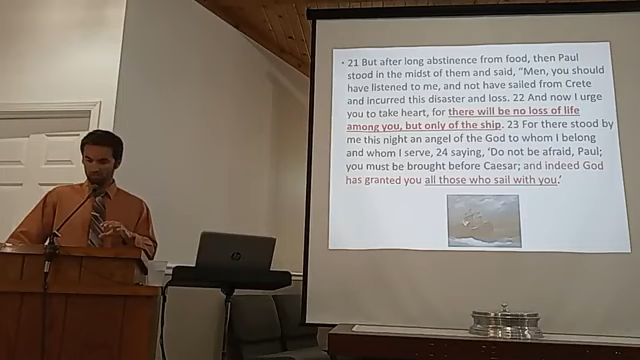 • 21 But after long abstinence from food, then Paul
stood in the midst of them and said, “Men, you should
have listened to me, and not have sailed from Crete
and incurred this disaster and loss. 22 And now I urge
you to take heart, for there will be no loss of life
among you, but only of the ship. 23 For there stood by
me this night an angel of the God to whom I belong
and whom I serve, 24 saying, ‘Do not be afraid, Paul;
you must be brought before Caesar; and indeed God
has granted you all those who sail with you.’
hp